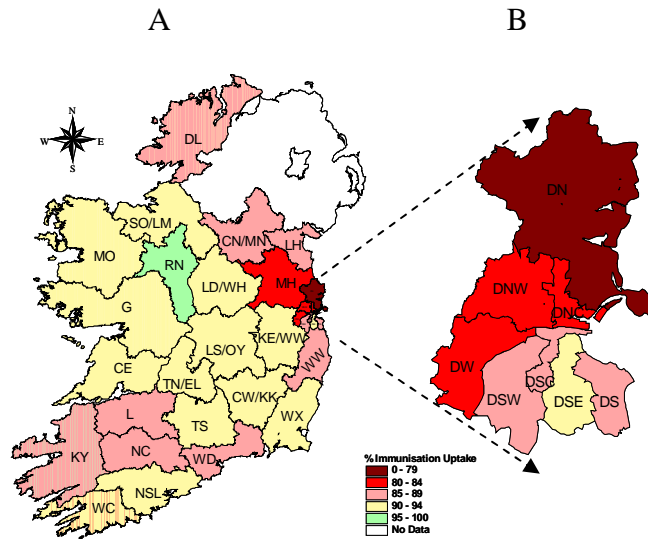 A
B
N
W E
S
DL
SO/LM
CN/MN
LH
MO
RN
LD/WH
MH
G
KE/WW
LS/OY
WW
CE
TN/EL
CW/KK
L
TS
WX
KY
NC
WD
NSL
WC
DN
DNW
DNC
DW
DSC
DSW
DSE
DS
% Immunisation Uptake
0 - 79
80 - 84
85 - 89
90 - 94
95 - 100
No Data